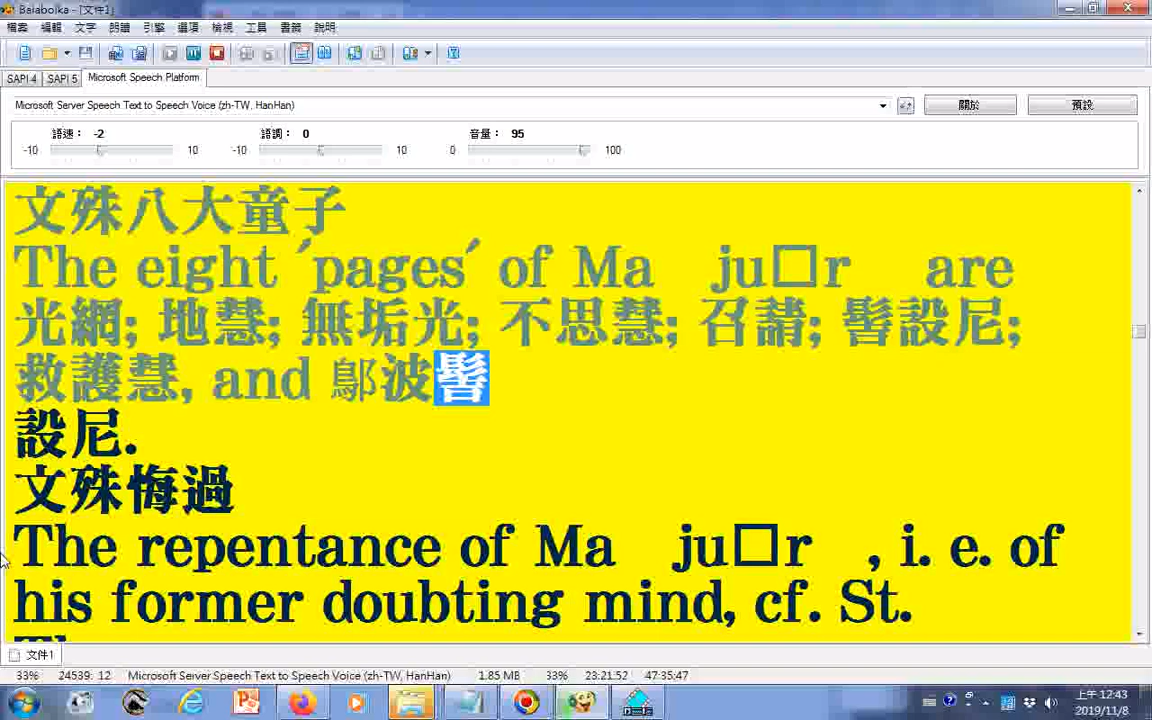 Balabolka - [文件1]
檔案 編輯 文字 朗讀 引擎 選項 檢視 工具 書籤 說明
SAPI 4 SAPI 5 Microsoft Speech Platform
Microsoft Server Speech Text to Speech Voice (zh-TW, HanHan) 關於 預設
語速： -2 語調： 0 音量： 95
-10 10 -10 10 0 100
文殊八大童子
The eight 'pages' of Ma ju□r are
光網; 地慧; 無垢光; 不思慧; 召請; 髻設尼;
救護慧, and 鄔波髻
設尼.
文殊悔過
The repentance of Ma ju□r , i. e. of
his former doubting mind, cf. St.
文件1
33% 24539: 12 Microsoft Server Speech Text to Speech Voice (zh-TW, HanHan) 1.85 MB 33% 23:21:52 47:35:47
上午 12:43
2019/11/8